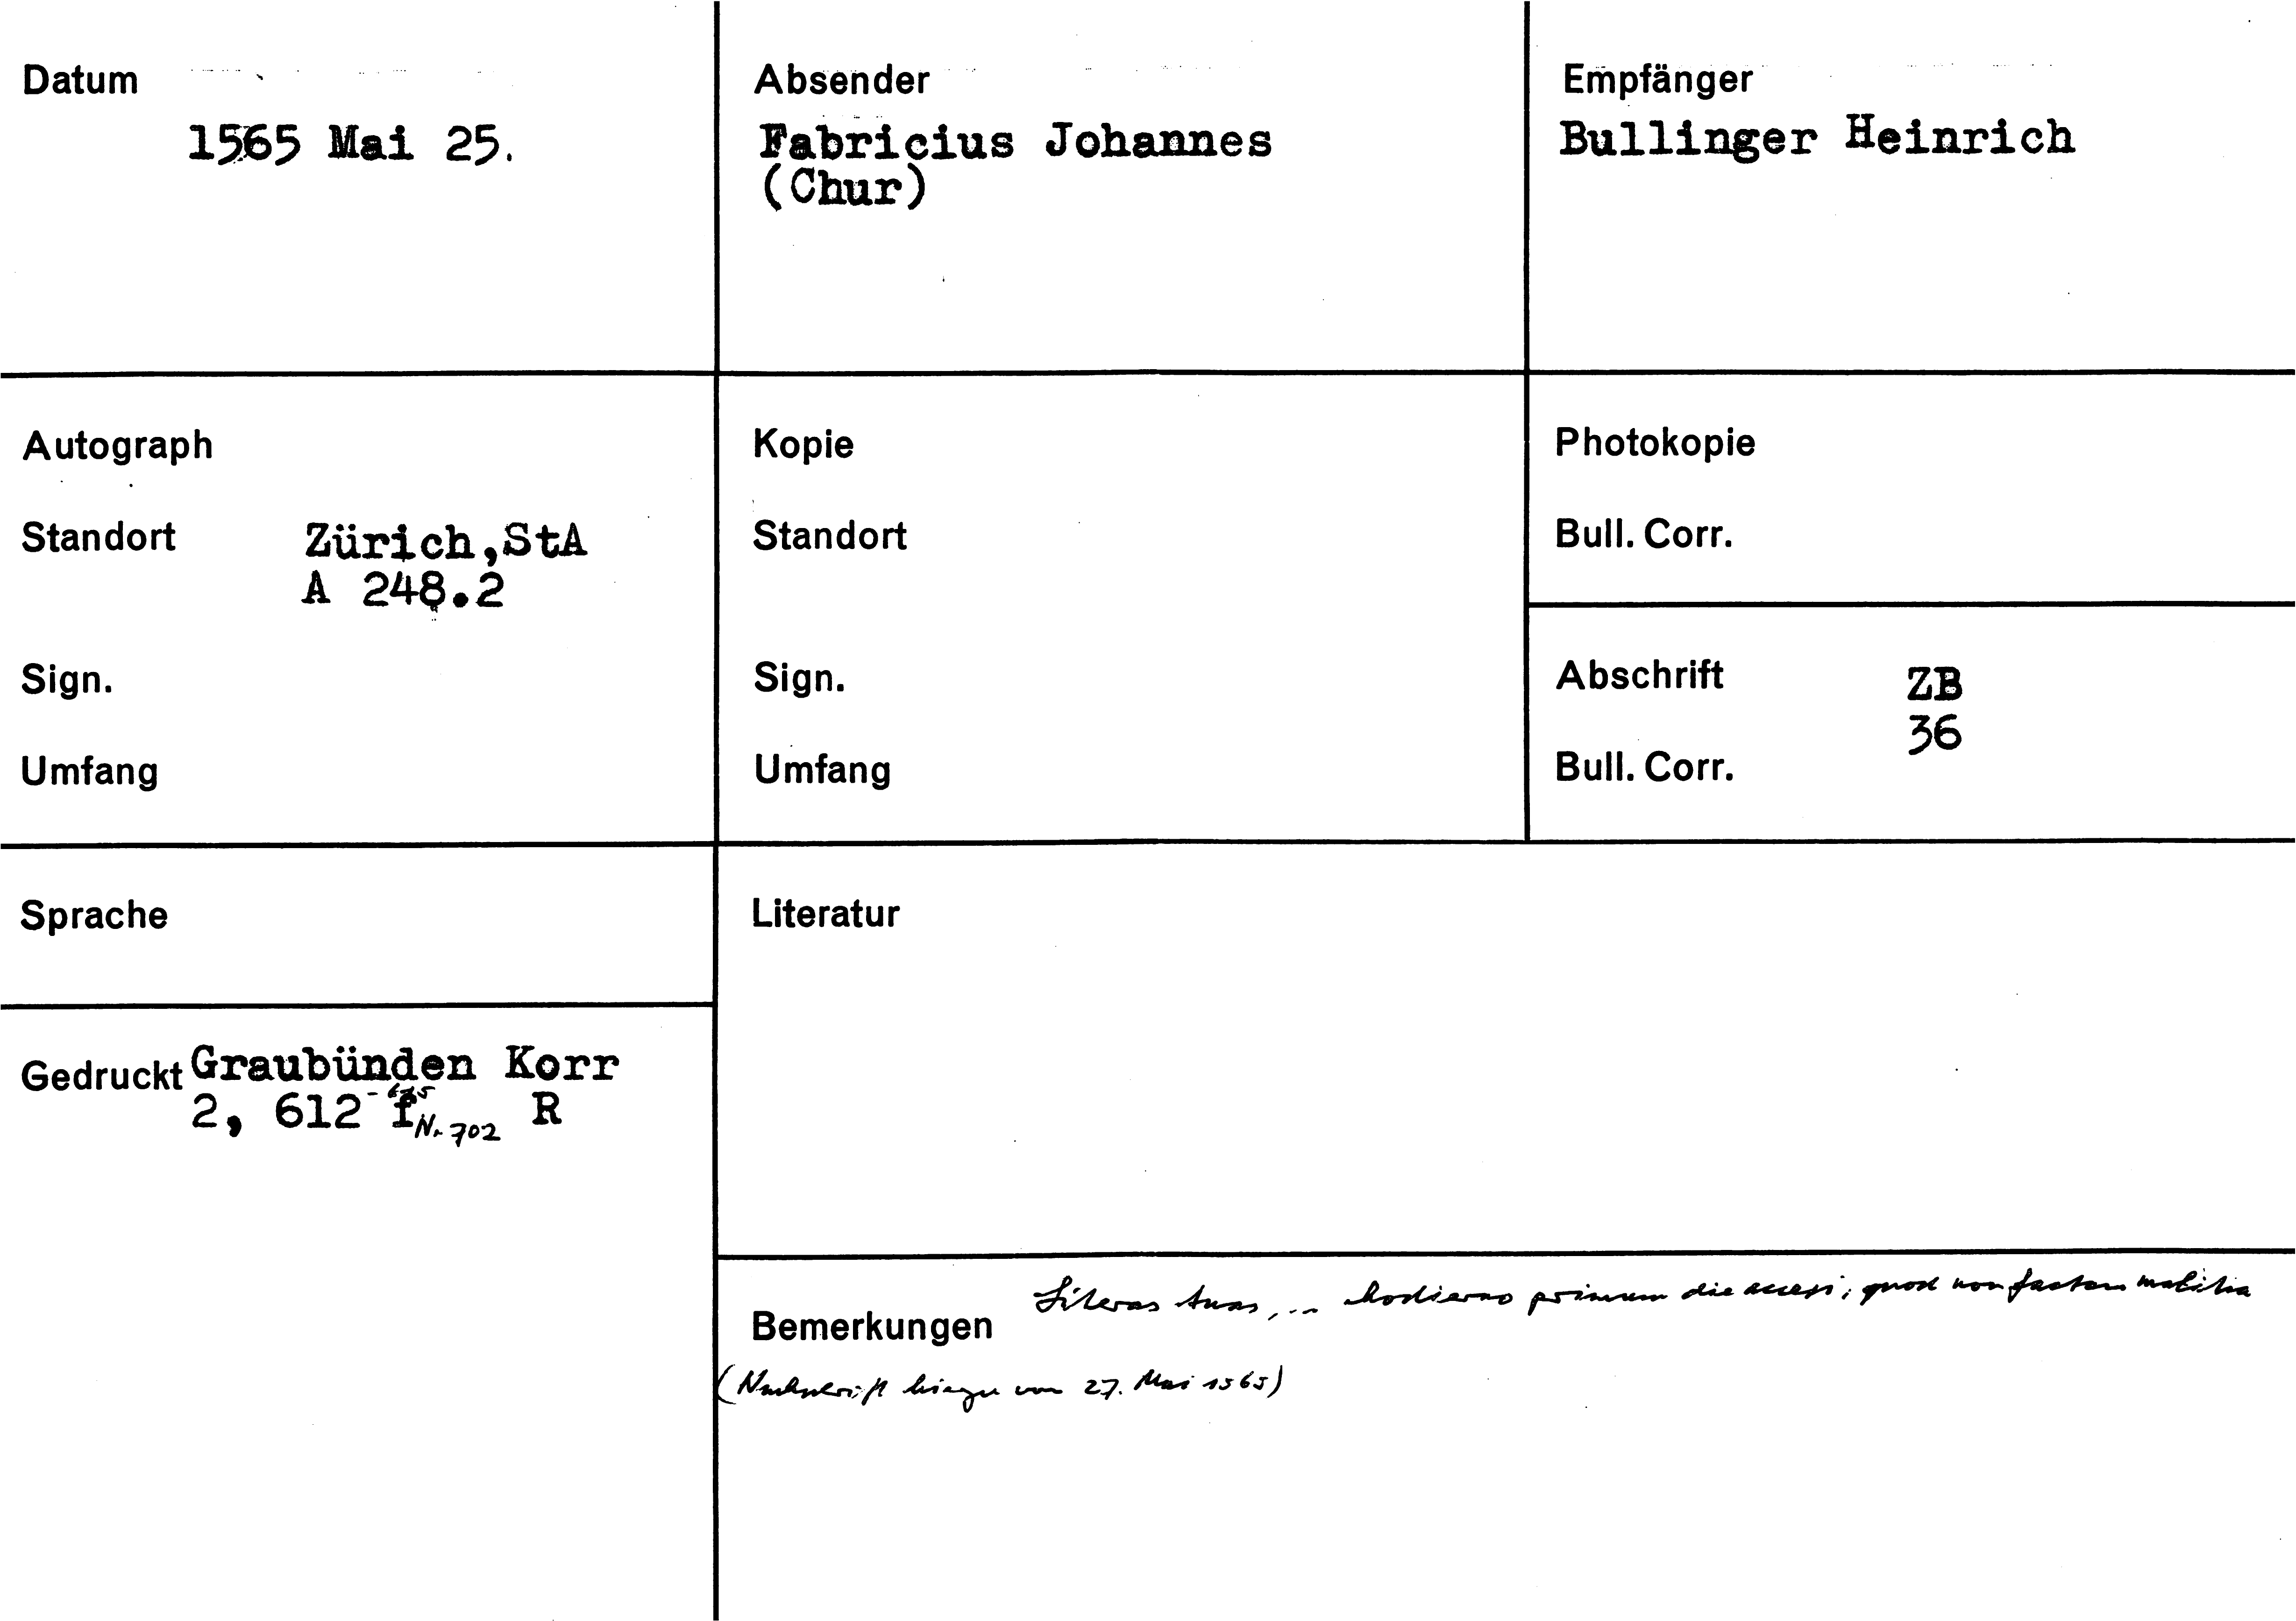 Datum
1565 Mai 25.
Absender
Fabricius Johannes
(Chur)
Empfänger
Bullinger Heinrich
Autograph
Standort Zürich,StA
A 248.2
Sign.
Umfang
Kopie
Standort
Sign.
Umfang
Photokopie
Bull. Corr.
Abschrift ZB
36
Bull. Corr.
Sprache
Gedruckt Graubünden Korr
2, 612 f Nr 702 R
Literatur
Bemerkungen Literas tuas, ... hodierno primum die accepi; quod non factum malitia
(Nachschrift hiezu vom 27. Mai 1565)